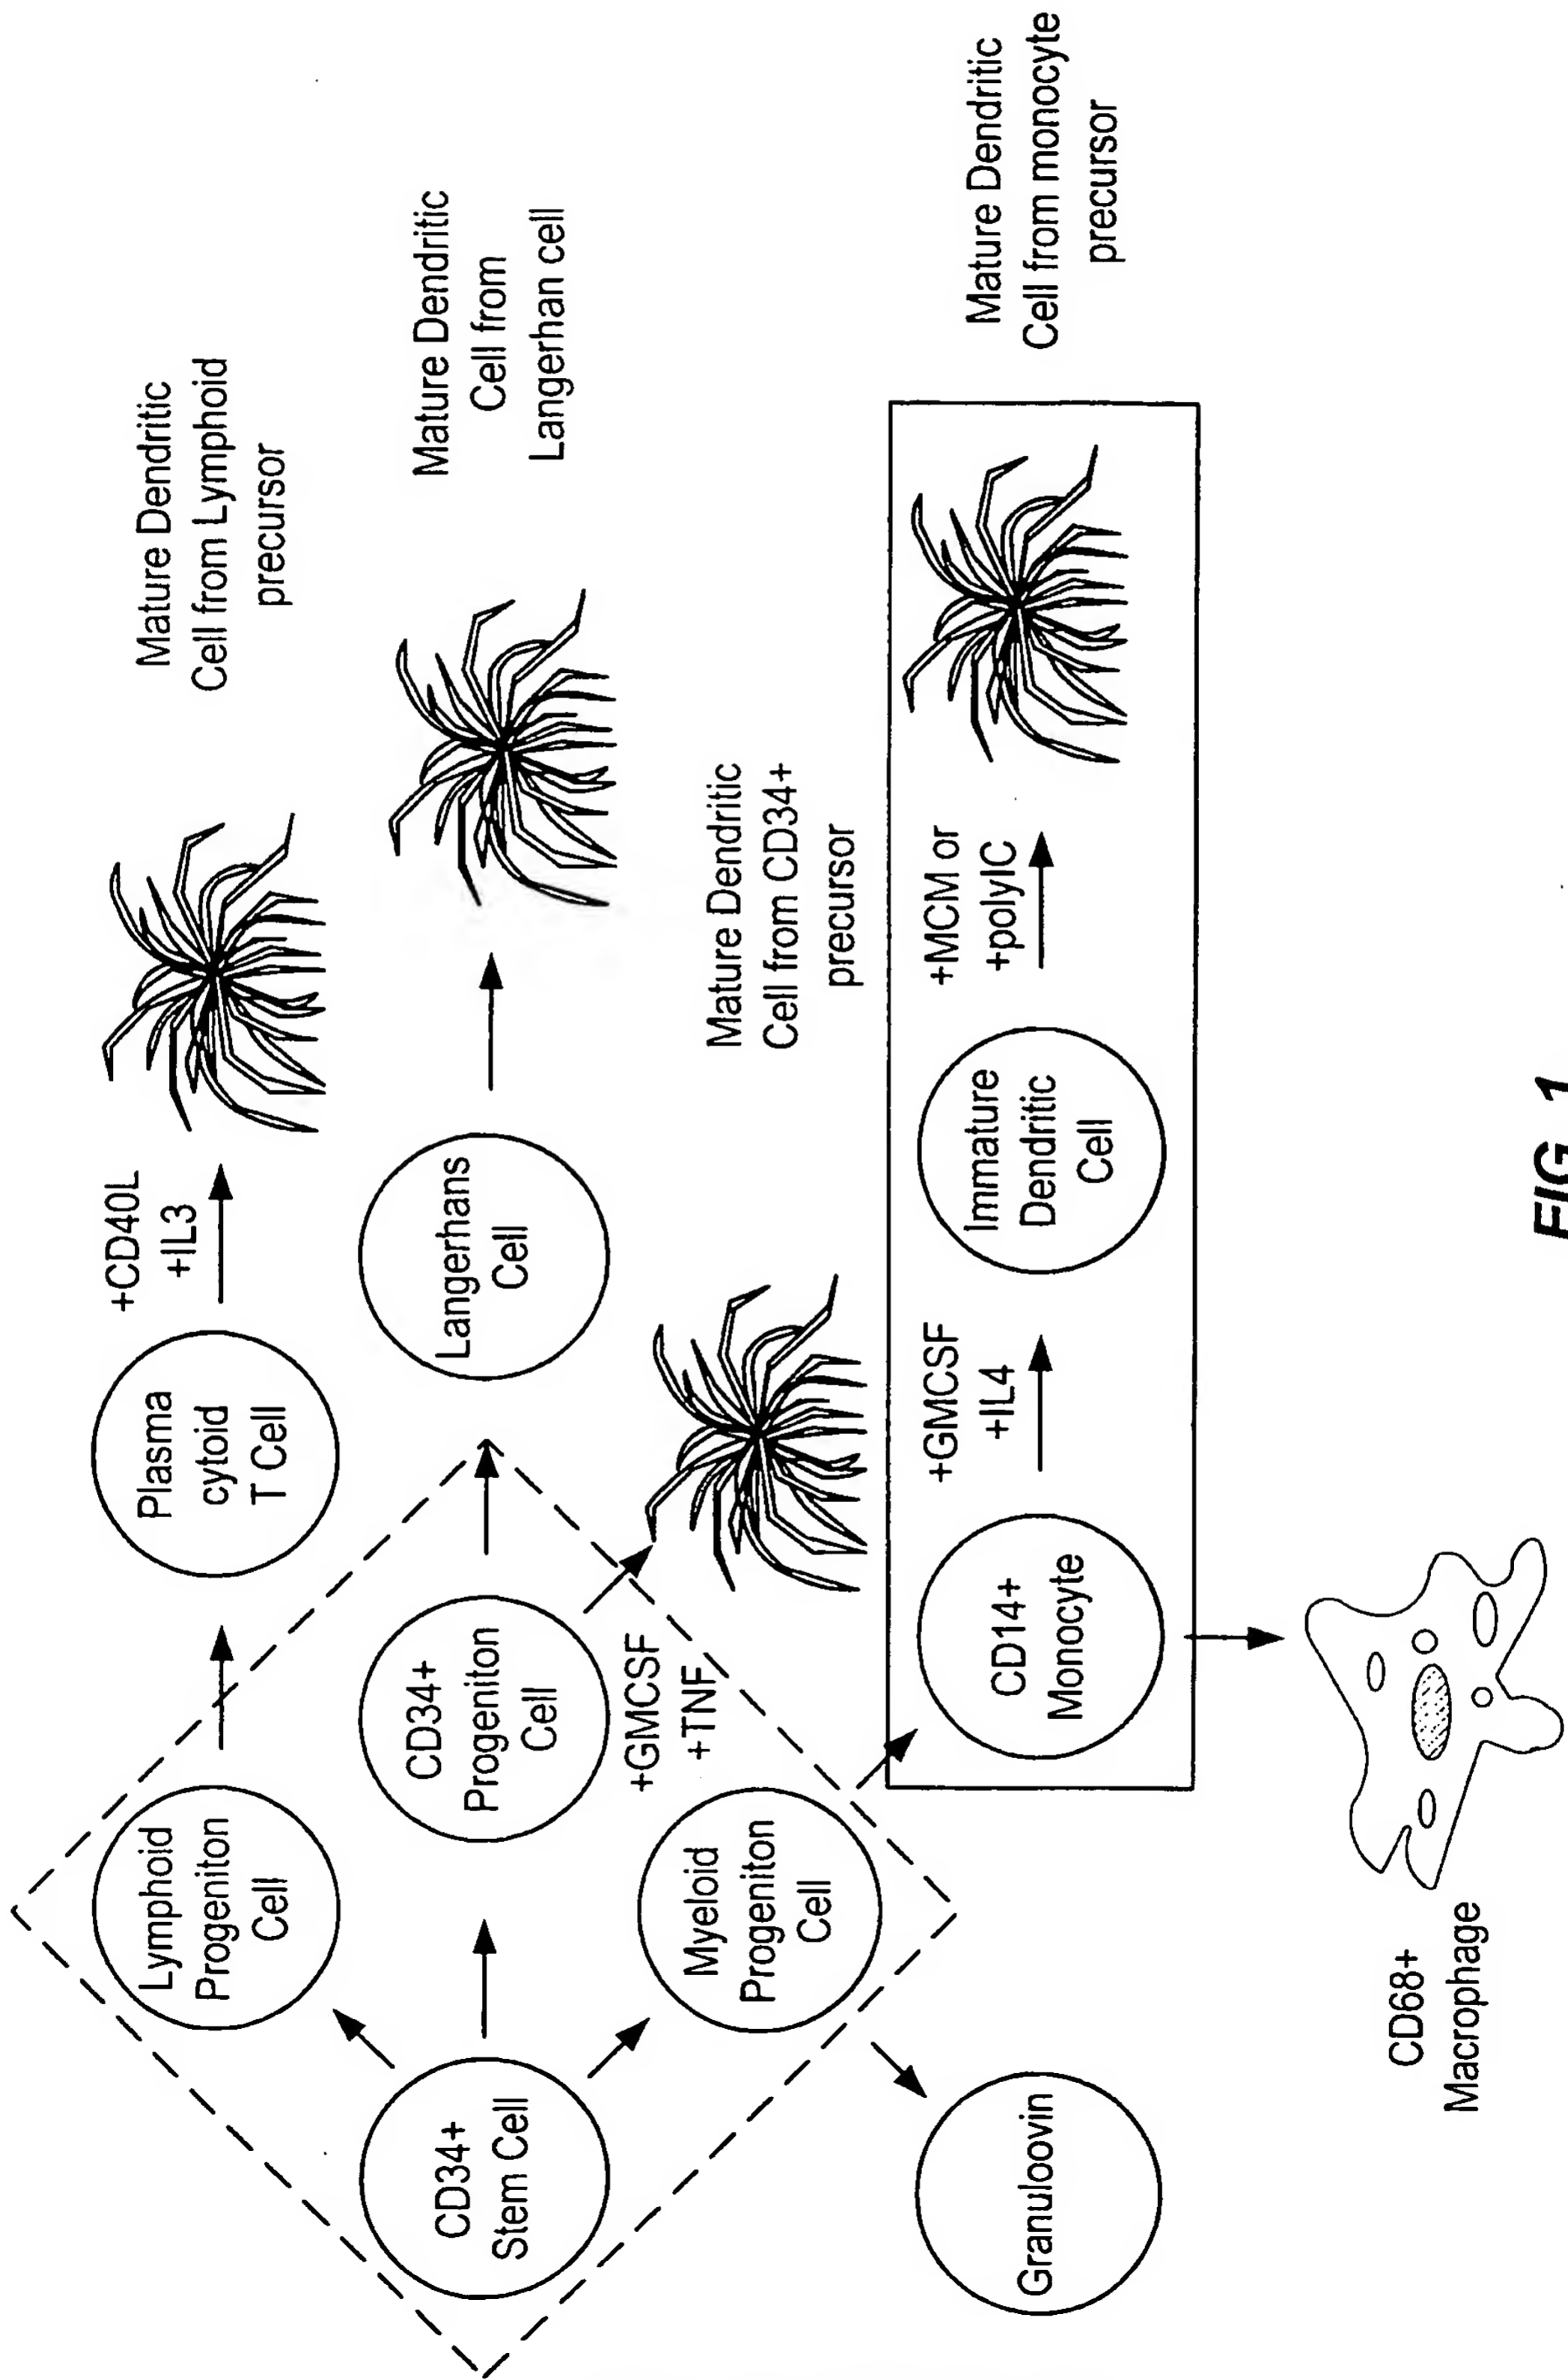 Lymphoid
Progeniton
Cell
Plasma
cytoid
T Cell
+CD40L
+IL3
Mature Dendritic
Cell from Lymphoid
precursor
CD34+
Stem Cell
CD34+
Progeniton
Cell
Langerhans
Cell
Mature Dendritic
Cell from
Langerhan cell
+GMCSF
+TNF
Mature Dendritic
Cell from CD34+
precursor
Myeloid
Progeniton
Cell
Granuloovin
CD14+
Monocyte
+GMCSF
+IL4
Immature
Dendritic
Cell
+MCM or
+polyIC
Mature Dendritic
Cell from monocyte
precursor
CD68+
Macrophage
FIG. 1